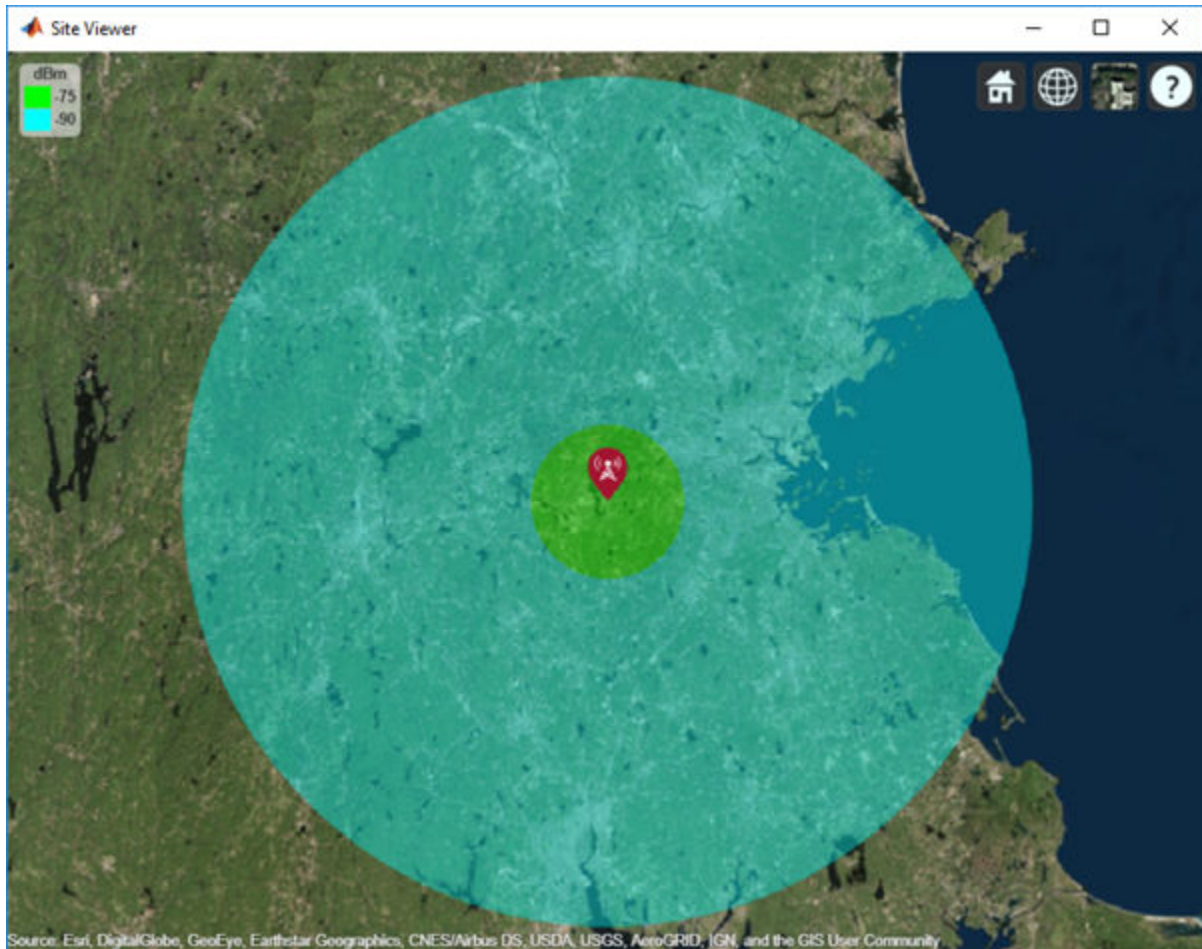 Site Viewer
dBm
-75
-90
?
Source: Esri, DigitalGlobe, GeoEye, Earthstar Geographics, CNES/Airbus DS, USDA, USGS, AeroGRID, IGN, and the GIS User Community